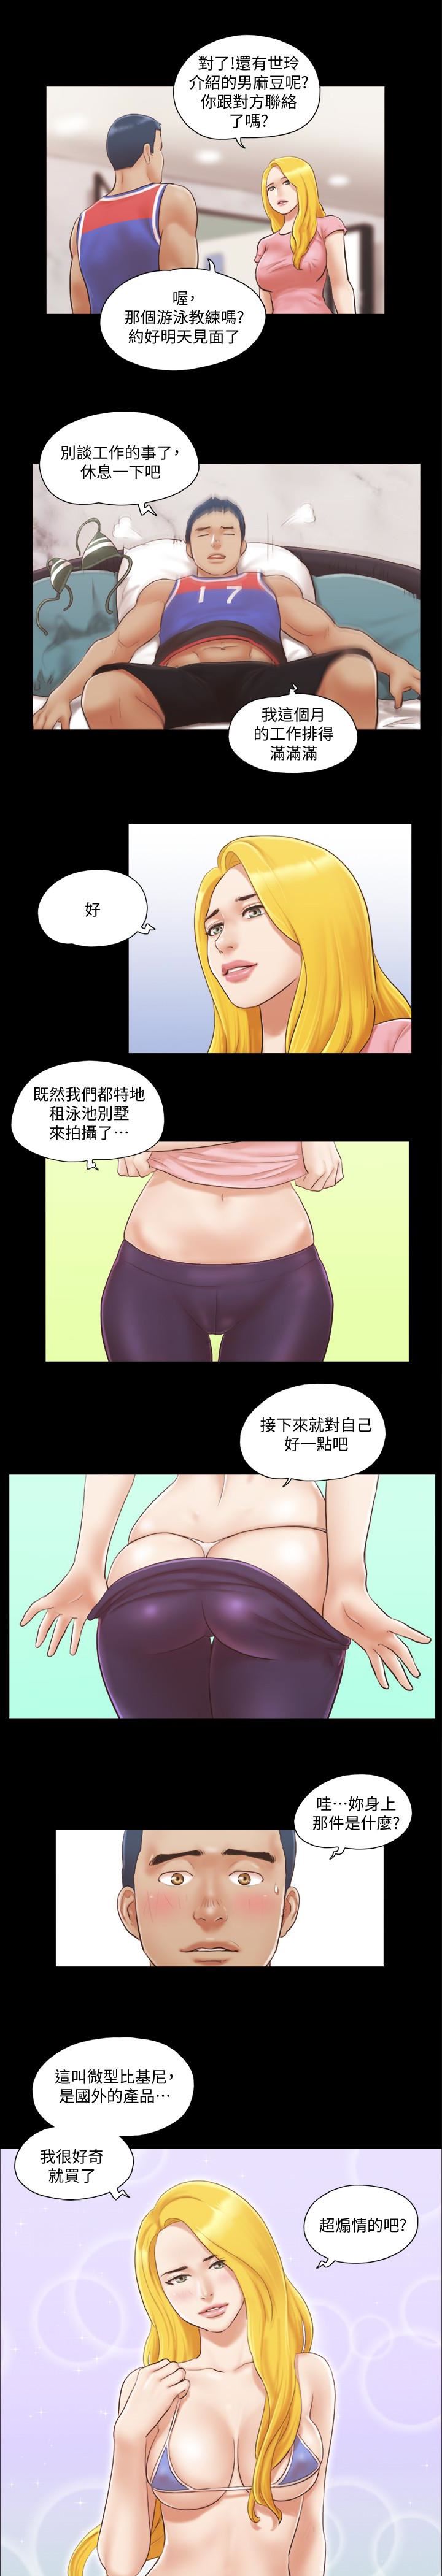 對了!還有世玲
介紹的男麻豆呢?
你跟對方聯絡
了嗎?
喔,
那個游泳教練嗎?
約好明天見面了
別談工作的事了,
休息一下吧
17
我這個月
的工作排得
滿滿滿
好
既然我們都特地
租泳池別墅
來拍攝了…
接下來就對自己
好一點吧
哇…妳身上
那件是什麼?
這叫微型比基尼,
是國外的產品…
我很好奇
就買了
超煽情的吧?